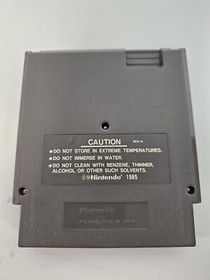 CAUTION
REV-A
●DO NOT STORE IN EXTREME TEMPERATURES.
●DO NOT IMMERSE IN WATER.
●DO NOT CLEAN WITH BENZENE, THINNER,
ALCOHOL OR OTHER SUCH SOLVENTS.
©®Nintendo® 1985